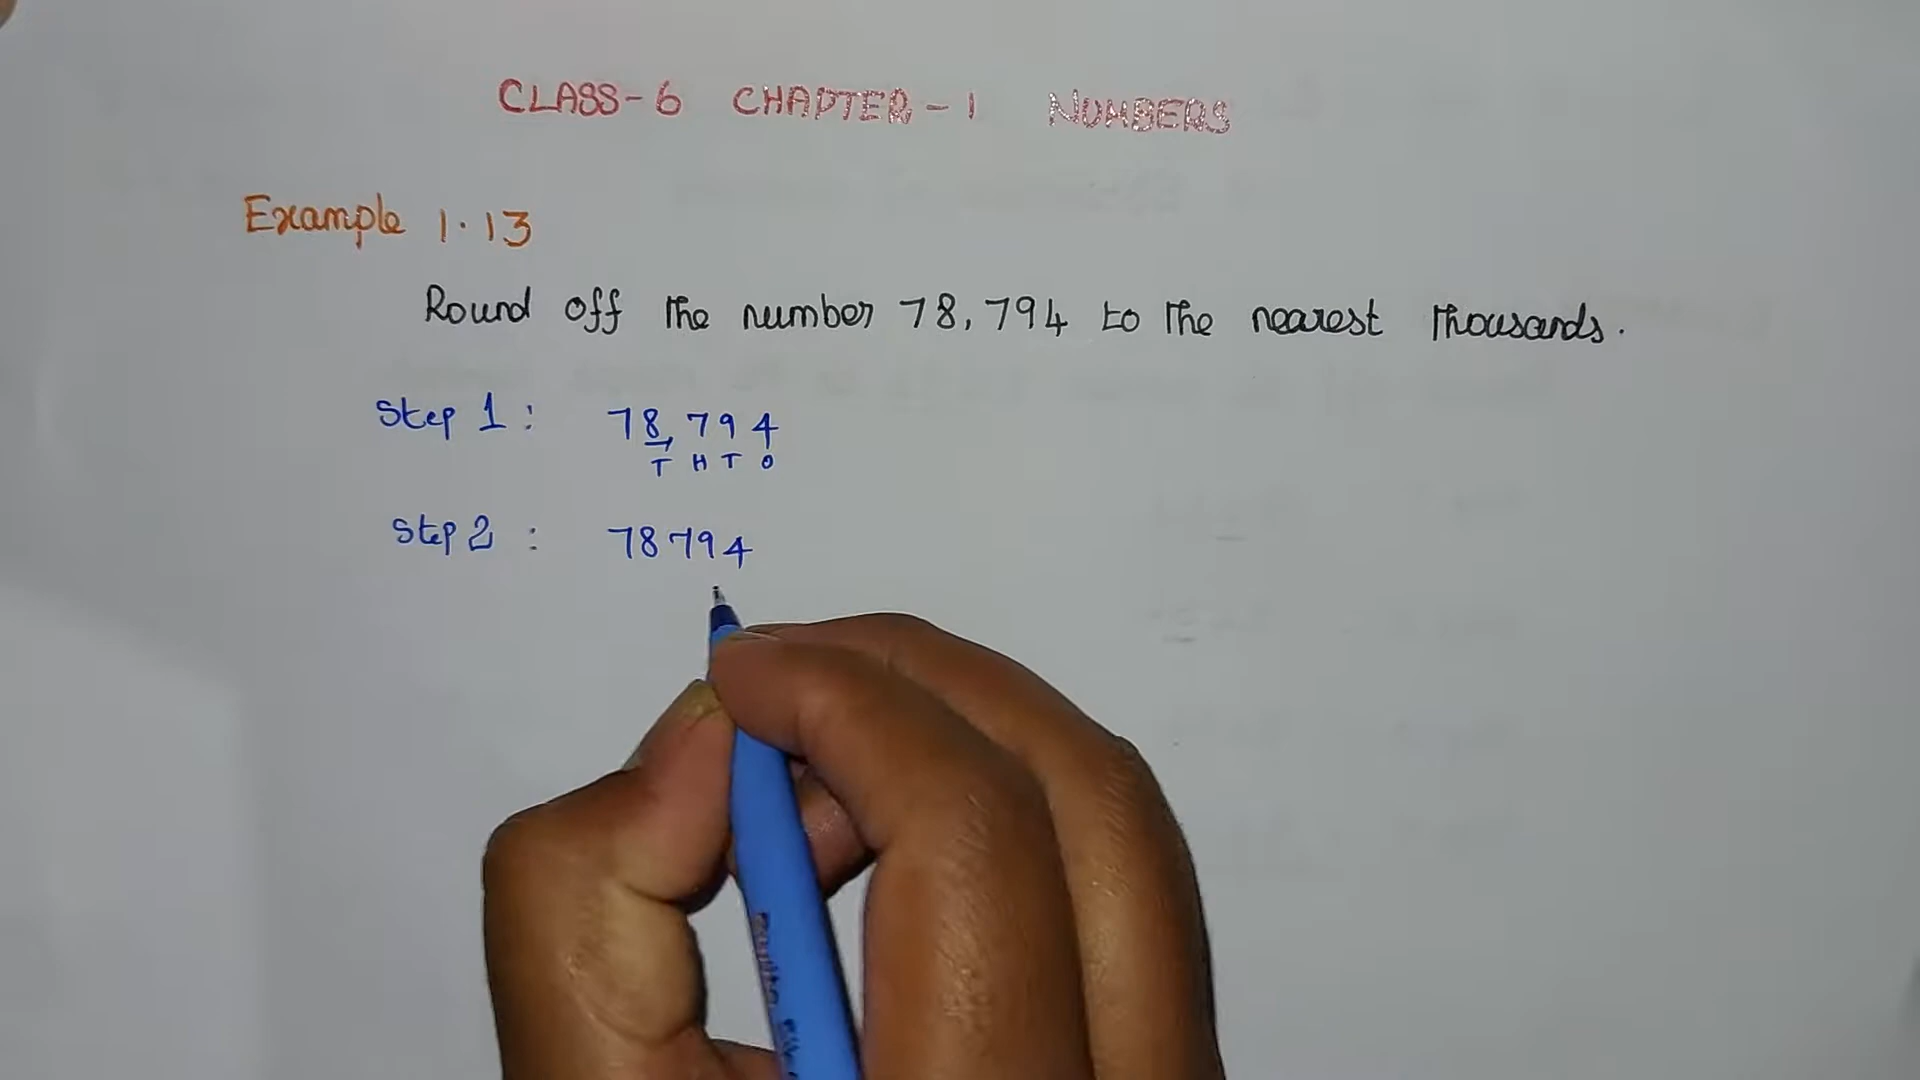 CLASS-6 CHAPTER-1 NUMBERS
Example 1.13
Round off the number 78,794 to the nearest thousands.
Step 1 : 78,794
T H T O
Step 2 : 78794